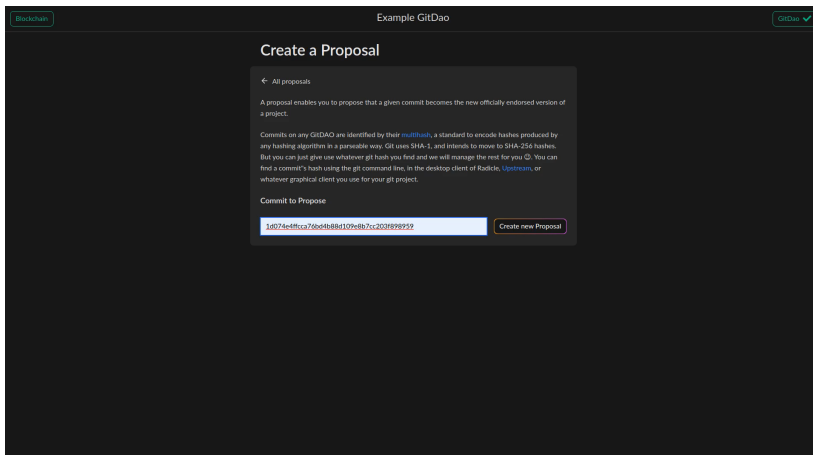 Blockchain
Example GitDao
GitDao
Create a Proposal
All proposals
A proposal enables you to propose that a given commit becomes the new officially endorsed version of
a project.
Commits on any GitDAO are identified by their multihash, a standard to encode hashes produced by
any hashing algorithm in a parseable way. Git uses SHA-1, and intends to move to SHA-256 hashes.
But you can just give use whatever git hash you find and we will manage the rest for you 😉. You can
find a commit"s hash using the git command line, in the desktop client of Radicle, Upstream, or
whatever graphical client you use for your git project.
Commit to Propose
1d074e4ffcca76bd4b88d109e8b7cc203f898959
Create new Proposal